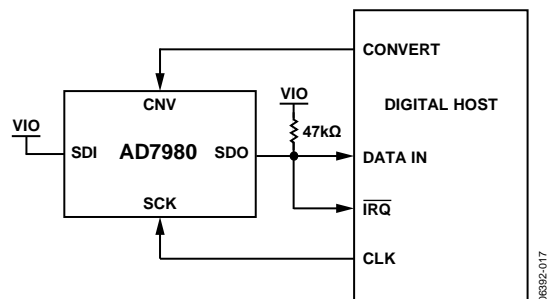 CONVERT
VIO
CNV
VIO
DIGITAL HOST
47kΩ
SDI
AD7980
SDO
DATA IN
SCK
IRQ
CLK
06392-017